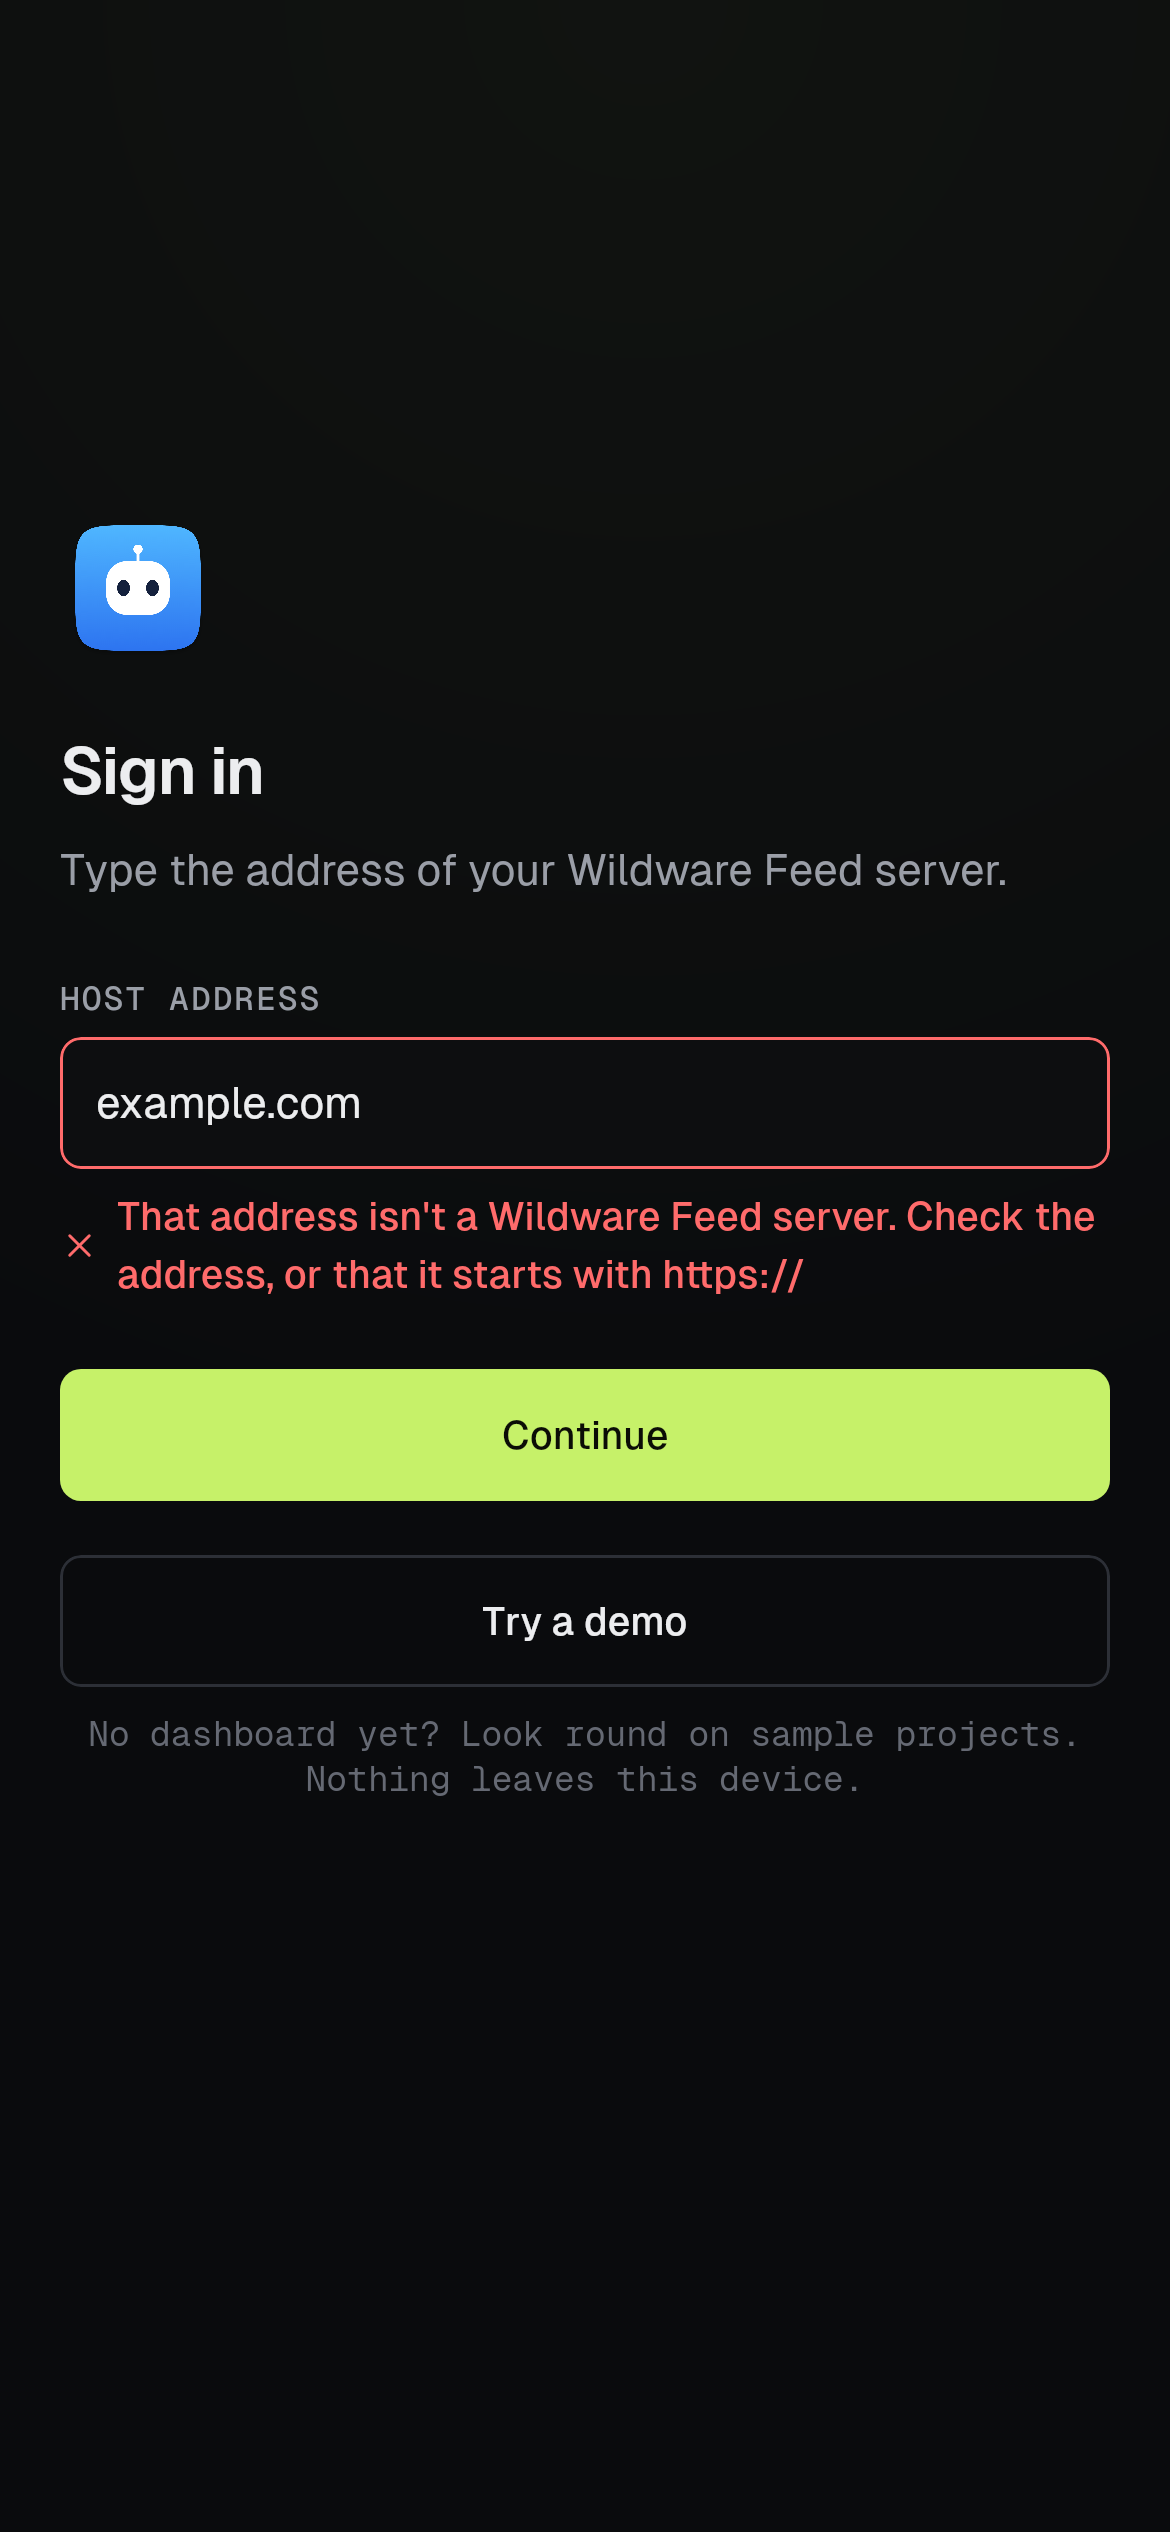 Sign in
Type the address of your Wildware Feed server.
HOST ADDRESS
example.com
That address isn't a Wildware Feed server. Check the
address, or that it starts with https://
Continue
Try a demo
No dashboard yet? Look round on sample projects.
Nothing leaves this device.